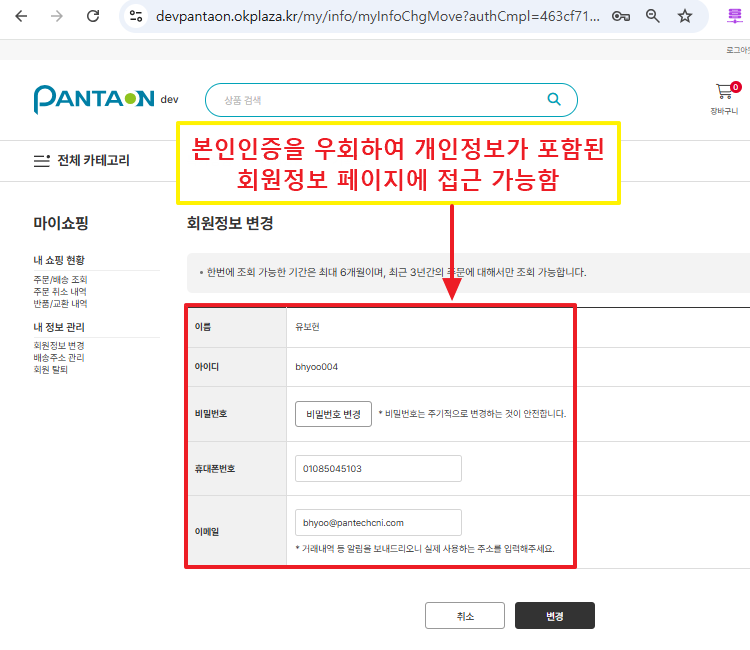 devpantaon.okplaza.kr/my/info/myInfoChgMove?authCmpl=463cf71...
로그아웃
PANTAON dev
상품 검색
0
장바구니
전체 카테고리
본인인증을 우회하여 개인정보가 포함된
회원정보 페이지에 접근 가능함
마이쇼핑
회원정보 변경
내 쇼핑 현황
• 한번에 조회 가능한 기간은 최대 6개월이며, 최근 3년간의 주문에 대해서만 조회 가능합니다.
주문/배송 조회
주문 취소 내역
반품/교환 내역
내 정보 관리
회원정보 변경
배송주소 관리
회원 탈퇴
이름 유보현
아이디 bhyoo004
비밀번호 비밀번호 변경 * 비밀번호는 주기적으로 변경하는 것이 안전합니다.
휴대폰번호 01085045103
이메일 bhyoo@pantechcni.com
* 거래내역 등 알림을 보내드리오니 실제 사용하는 주소를 입력해주세요.
취소 변경